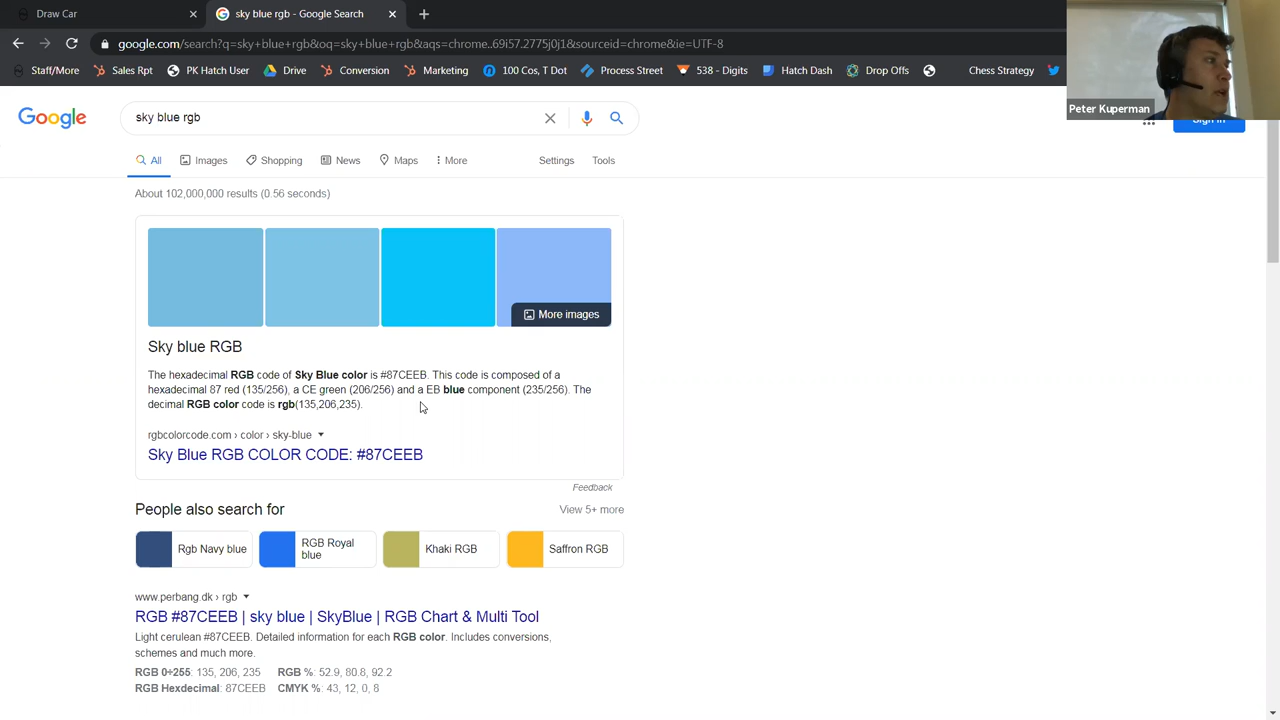 Draw Car
sky blue rgb - Google Search
google.com/search?q=sky+blue+rgb&oq=sky+blue+rgb&aqs=chrome..69i57.2775j0j1&sourceid=chrome&ie=UTF-8
Staff/More Sales Rpt PK Hatch User Drive Conversion Marketing 100 Cos, T Dot Process Street 538 - Digits Hatch Dash Drop Offs Chess Strategy
Peter Kuperman
Google
sky blue rgb
Sign in
All Images Shopping News Maps More Settings Tools
About 102,000,000 results (0.56 seconds)
More images
Sky blue RGB
The hexadecimal RGB code of Sky Blue color is #87CEEB. This code is composed of a
hexadecimal 87 red (135/256), a CE green (206/256) and a EB blue component (235/256). The
decimal RGB color code is rgb(135,206,235).
rgbcolorcode.com › color › sky-blue
Sky Blue RGB COLOR CODE: #87CEEB
Feedback
People also search for
View 5+ more
Rgb Navy blue
RGB Royal
blue
Khaki RGB
Saffron RGB
www.perbang.dk › rgb
RGB #87CEEB | sky blue | SkyBlue | RGB Chart & Multi Tool
Light cerulean #87CEEB. Detailed information for each RGB color. Includes conversions,
schemes and much more.
RGB 0÷255: 135, 206, 235 RGB %: 52.9, 80.8, 92.2
RGB Hexadecimal: 87CEEB CMYK %: 43, 12, 0, 8